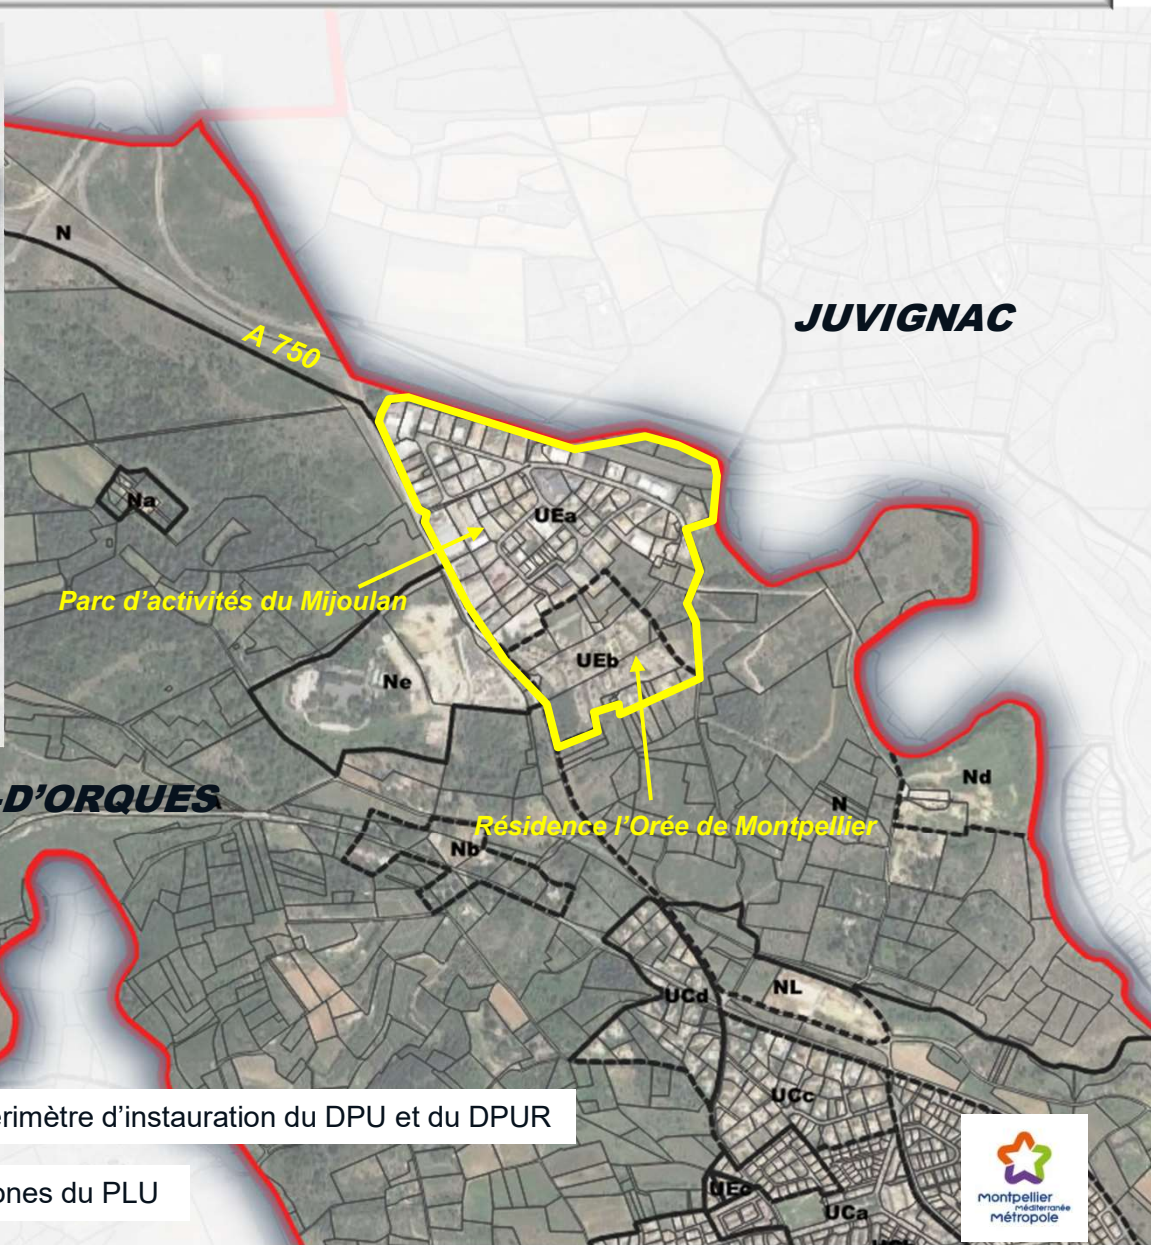 N
JUVIGNAC
A 750
Na
UEa
Parc d’activités du Mijoulan
UEb
Ne
-D’ORQUES
Nd
N
Résidence l’Orée de Montpellier
Nb
NL
UCd
UCc
érimètre d’instauration du DPU et du DPUR
ones du PLU
UEc
UCa
montpellier
méditerranée
métropole